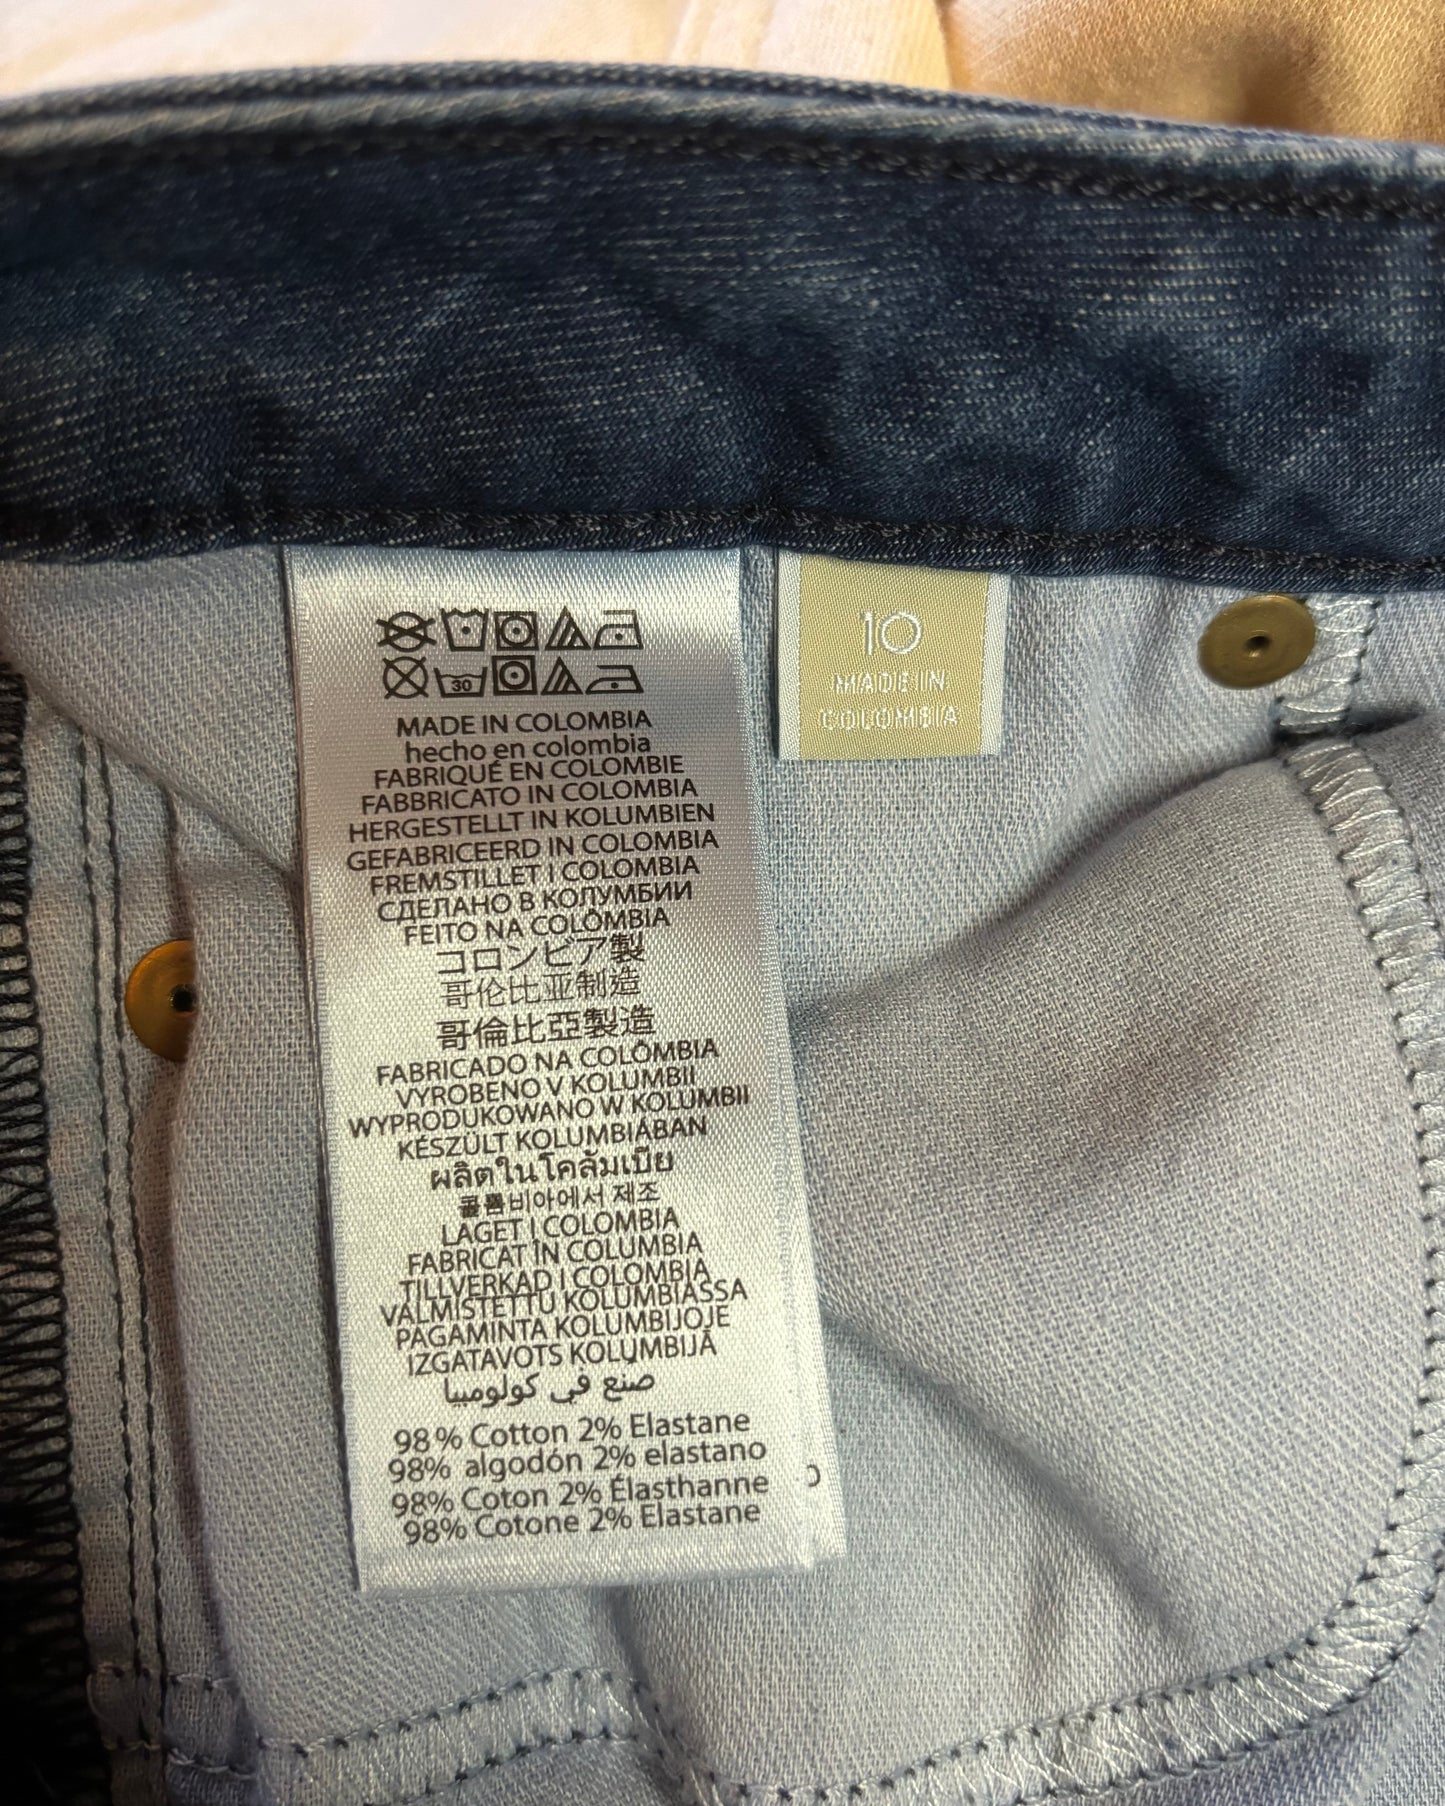 30
MADE IN COLOMBIA
hecho en colombia
FABRIQUÉ EN COLOMBIE
FABBRICATO IN COLOMBIA
HERGESTELLT IN KOLUMBIEN
GEFABRICEERD IN COLOMBIA
FREMSTILLET I COLOMBIA
СДЕЛАНО В КОЛУМБИИ
FEITO NA COLÔMBIA
コロンビア製
哥伦比亚制造
哥倫比亞製造
FABRICADO NA COLÔMBIA
VYROBENO V KOLUMBII
WYPRODUKOWANO W KOLUMBII
KÉSZÜLT KOLUMBIÁBAN
ผลิตในโคลัมเบีย
콜롬비아에서 제조
LAGET I COLOMBIA
FABRICAT ÎN COLUMBIA
TILLVERKAD I COLOMBIA
VALMISTETTU KOLUMBIASSA
PAGAMINTA KOLUMBIJOJE
IZGATAVOTS KOLUMBIJĀ
صنع في كولومبيا
98% Cotton 2% Elastane
98% algodón 2% elastano
98% Coton 2% Élasthanne
98% Cotone 2% Elastane
10
MADE IN
COLOMBIA